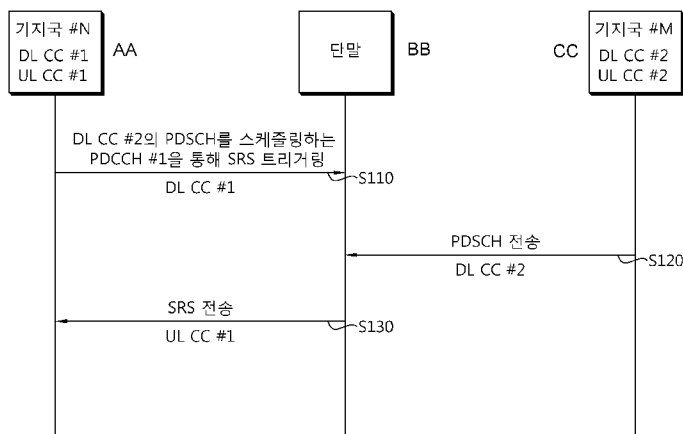 기지국 #N
DL CC #1
UL CC #1
AA
단말
BB
CC
기지국 #M
DL CC #2
UL CC #2
DL CC #2의 PDSCH를 스케쥴링하는
PDCCH #1을 통해 SRS 트리거링
DL CC #1
S110
PDSCH 전송
DL CC #2
S120
SRS 전송
UL CC #1
S130